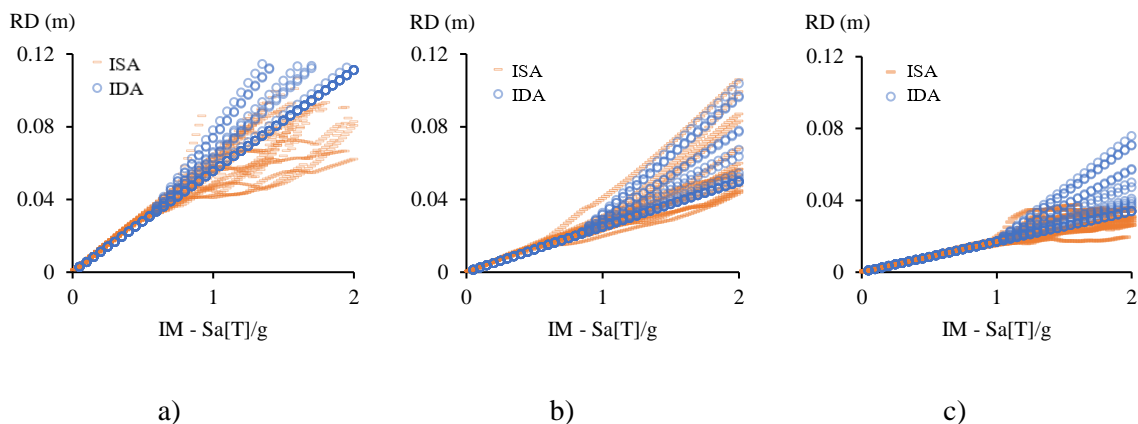 RD (m)
0.12
0.08
0.04
0
0
1
2
ISA
IDA
IM - Sa[T]/g
a)
RD (m)
0.12
0.08
0.04
0
0
1
2
ISA
IDA
IM - Sa[T]/g
b)
RD (m)
0.12
0.08
0.04
0
0
1
2
ISA
IDA
IM - Sa[T]/g
c)